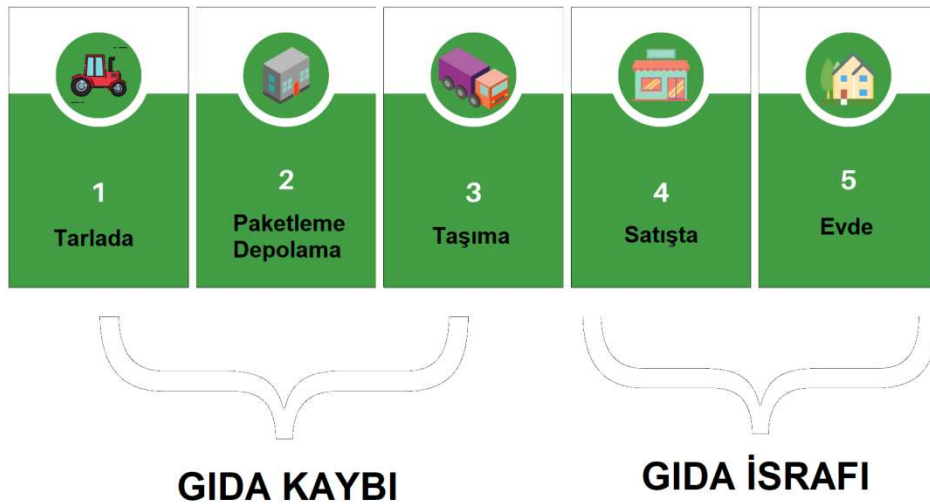 1
Tarlada
2
Paketleme
Depolama
3
Taşıma
4
Satışta
5
Evde
GIDA KAYBI
GIDA İSRAFI